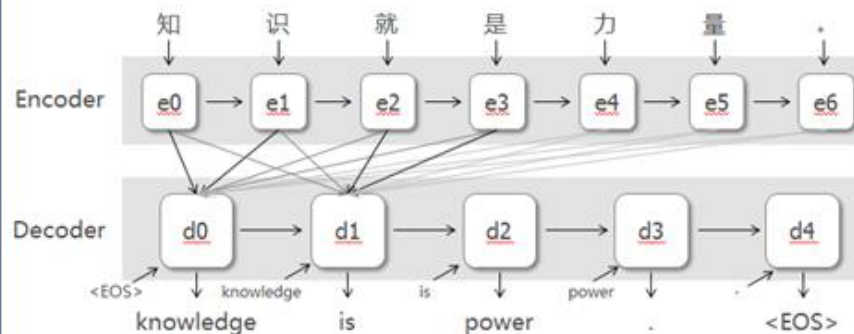 知 识 就 是 力 量 。
Encoder e0 e1 e2 e3 e4 e5 e6
Decoder d0 d1 d2 d3 d4
<EOS> knowledge is power .
knowledge is power . <EOS>